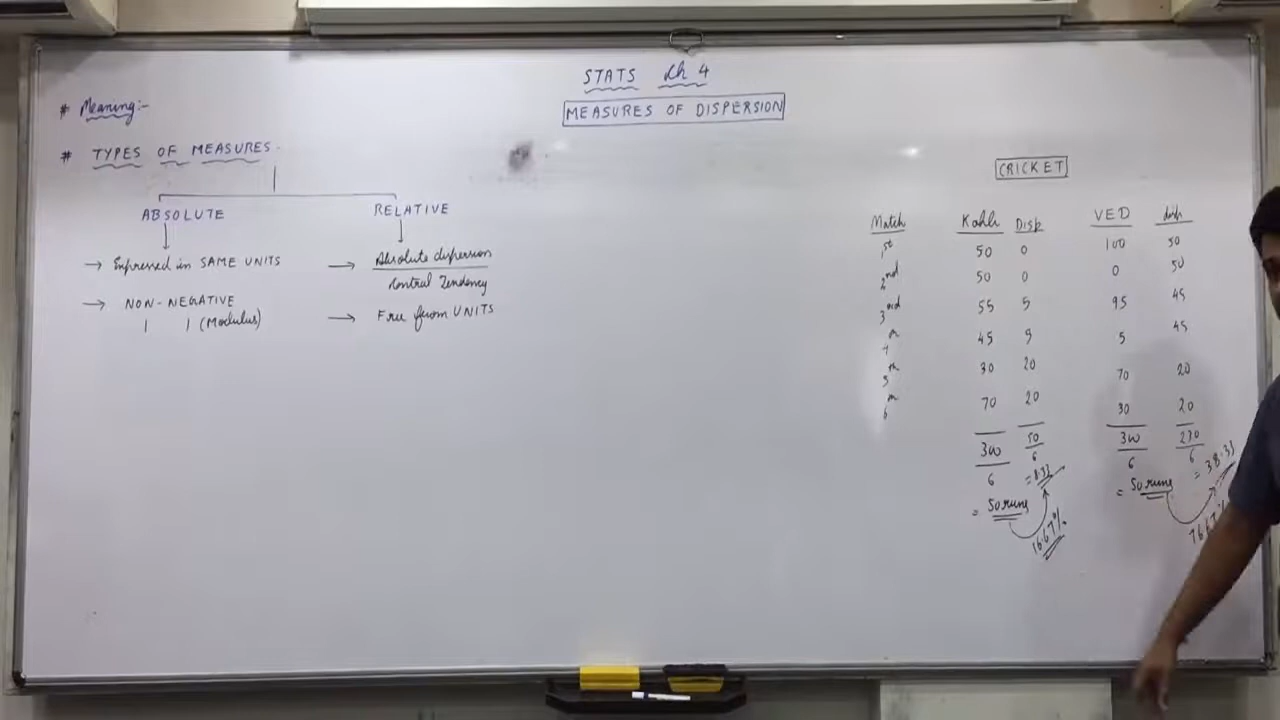 STATS Ch 4
MEASURES OF DISPERSION
# Meaning:-
# TYPES OF MEASURES
ABSOLUTE RELATIVE
→ Expressed in SAME UNITS
→ NON-NEGATIVE
| | (Modulus)
→ Absolute dispersion
Central Tendency
→ Free from UNITS
CRICKET
Match Kohli Disp VED disp
1st 50 0 100 50
2nd 50 0 0 50
3rd 55 5 95 45
4th 45 5 5 45
5th 30 20 70 20
6th 70 20 30 20
300 50 300 230
6 6 6 6
= 8.33 = 38.33
= 50 runs = 50 runs
16.67%